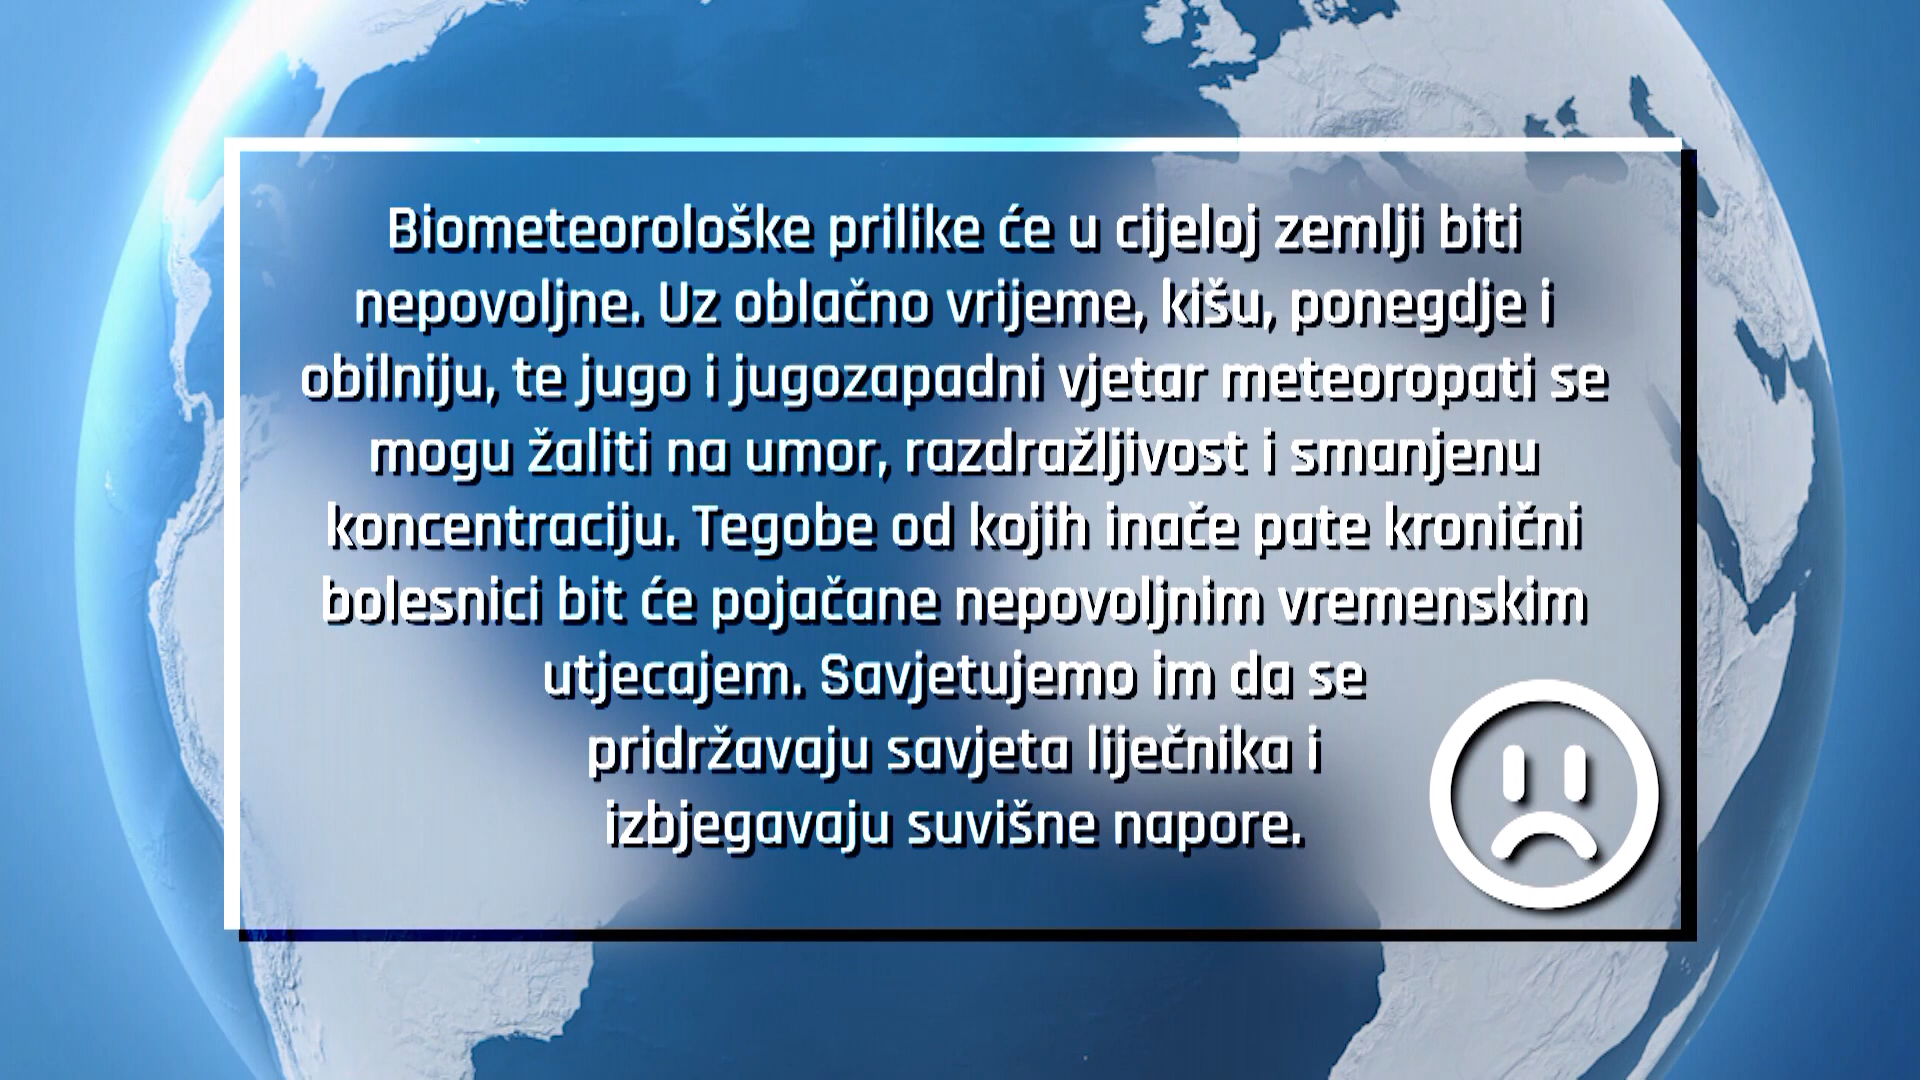 Biometeorološke prilike će u cijeloj zemlji biti
nepovoljne. Uz oblačno vrijeme, kišu, ponegdje i
obilniju, te jugo i jugozapadni vjetar meteoropati se
mogu žaliti na umor, razdražljivost i smanjenu
koncentraciju. Tegobe od kojih inače pate kronični
bolesnici bit će pojačane nepovoljnim vremenskim
utjecajem. Savjetujemo im da se
pridržavaju savjeta liječnika i
izbjegavaju suvišne napore.